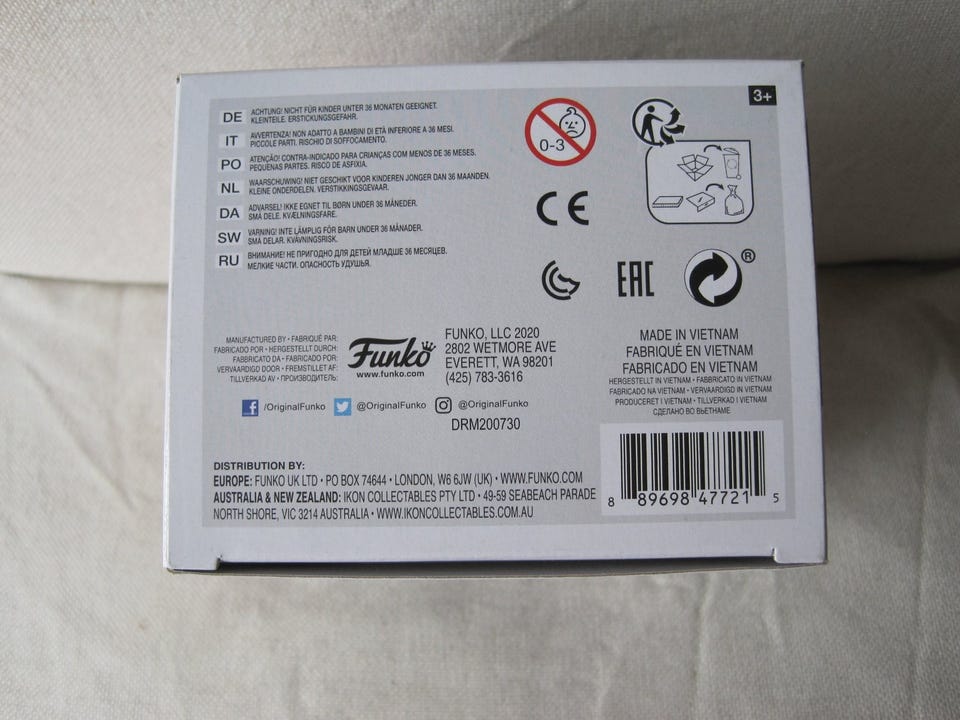 3+
DE ACHTUNG! NICHT FÜR KINDER UNTER 36 MONATEN GEEIGNET.
KLEINTEILE. ERSTICKUNGSGEFAHR.
IT AVVERTENZA! NON ADATTO A BAMBINI DI ETÀ INFERIORE A 36 MESI.
PICCOLE PARTI. RISCHIO DI SOFFOCAMENTO.
PO ATENÇÃO! CONTRA-INDICADO PARA CRIANÇAS COM MENOS DE 36 MESES.
PEQUENAS PARTES. RISCO DE ASFIXIA.
NL WAARSCHUWING! NIET GESCHIKT VOOR KINDEREN JONGER DAN 36 MAANDEN.
KLEINE ONDERDELEN. VERSTIKKINGSGEVAAR.
DA ADVARSEL! IKKE EGNET TIL BØRN UNDER 36 MÅNEDER.
SMÅ DELE. KVÆLNINGSFARE.
SW VARNING! INTE LÄMPLIG FÖR BARN UNDER 36 MÅNADER.
SMÅ DELAR. KVÄVNINGSRISK.
RU ВНИМАНИЕ! НЕ ПРИГОДНО ДЛЯ ДЕТЕЙ МЛАДШЕ 36 МЕСЯЦЕВ.
МЕЛКИЕ ЧАСТИ. ОПАСНОСТЬ УДУШЬЯ.
0-3
CE
EAC
®
MANUFACTURED BY • FABRIQUÉ PAR:
FABRICADO POR • HERGESTELLT DURCH:
FABBRICATO DA • FABRICADO POR:
VERVAARDIGD DOOR • FREMSTILLET AF:
TILLVERKAD AV • ПРОИЗВОДИТЕЛЬ:
Funko
www.funko.com
FUNKO, LLC 2020
2802 WETMORE AVE
EVERETT, WA 98201
(425) 783-3616
/OriginalFunko @OriginalFunko @OriginalFunko
DRM200730
MADE IN VIETNAM
FABRIQUÉ EN VIETNAM
FABRICADO EN VIETNAM
HERGESTELLT IN VIETNAM • FABBRICATO IN VIETNAM
FABRICADO NA VIETNAM • VERVAARDIGD IN VIETNAM
PRODUCERET I VIETNAM • TILLVERKAD I VIETNAM
СДЕЛАНО ВО ВЬЕТНАМЕ
DISTRIBUTION BY:
EUROPE: FUNKO UK LTD • PO BOX 74644 • LONDON, W6 6JW (UK) • WWW.FUNKO.COM
AUSTRALIA & NEW ZEALAND: IKON COLLECTABLES PTY LTD • 49-59 SEABEACH PARADE
NORTH SHORE, VIC 3214 AUSTRALIA • WWW.IKONCOLLECTABLES.COM.AU
8 89698 47721 5